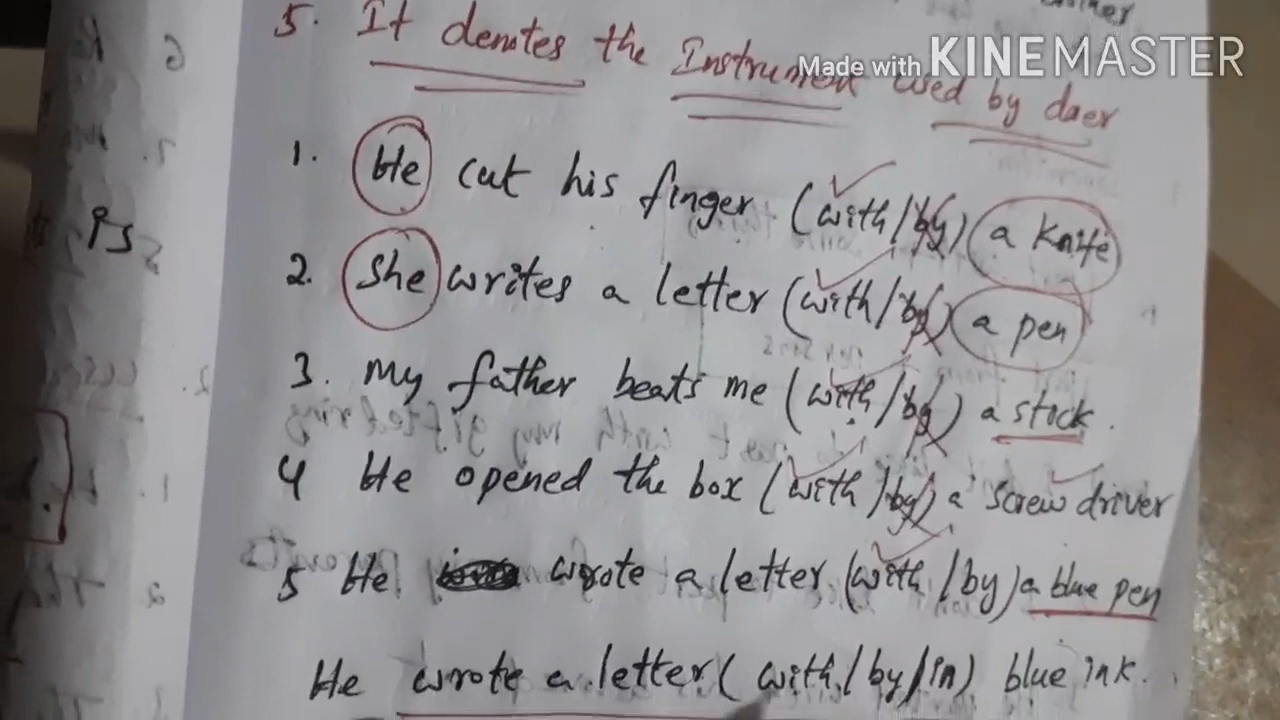 5. It denotes the Instrument used by doer
Made with KINEMASTER
1. He cut his finger (with/by) a knife
2. She writes a letter (with/by) a pen
3. My father beats me (with/by) a stock.
4 He opened the box (with/by) a screw driver
5 He wrote a letter (with/by) a blue pen
He wrote a letter (with/by/in) blue ink.
is